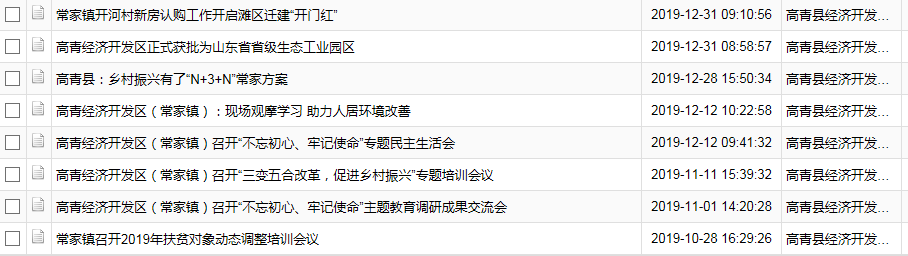 常家镇开河村新房认购工作开启滩区迁建“开门红” 2019-12-31 09:10:56 高青县经济开发...
高青经济开发区正式获批为山东省省级生态工业园区 2019-12-31 08:58:57 高青县经济开发...
高青县：乡村振兴有了“N+3+N”常家方案 2019-12-28 15:50:34 高青县经济开发...
高青经济开发区（常家镇）：现场观摩学习 助力人居环境改善 2019-12-12 10:22:58 高青县经济开发...
高青经济开发区（常家镇）召开“不忘初心、牢记使命”专题民主生活会 2019-12-12 09:41:32 高青县经济开发...
高青经济开发区（常家镇）召开“三变五合改革，促进乡村振兴”专题培训会议 2019-11-11 15:39:32 高青县经济开发...
高青经济开发区（常家镇）召开“不忘初心、牢记使命”主题教育调研成果交流会 2019-11-01 14:20:28 高青县经济开发...
常家镇召开2019年扶贫对象动态调整培训会议 2019-10-28 16:29:26 高青县经济开发...